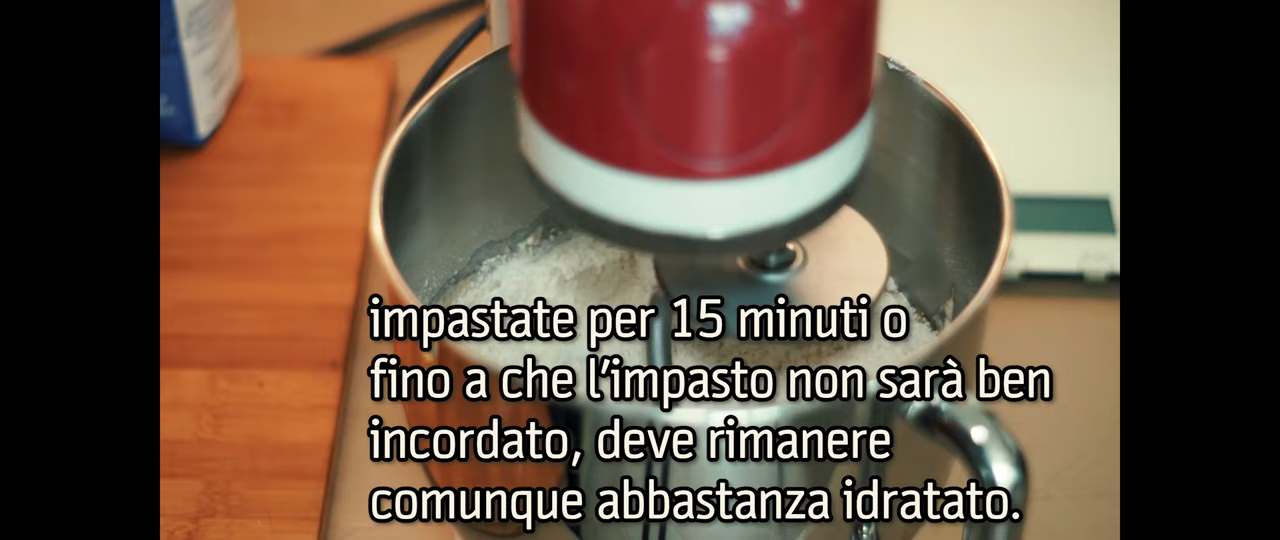 impastate per 15 minuti o
fino a che l’impasto non sarà ben
incordato, deve rimanere
comunque abbastanza idratato.